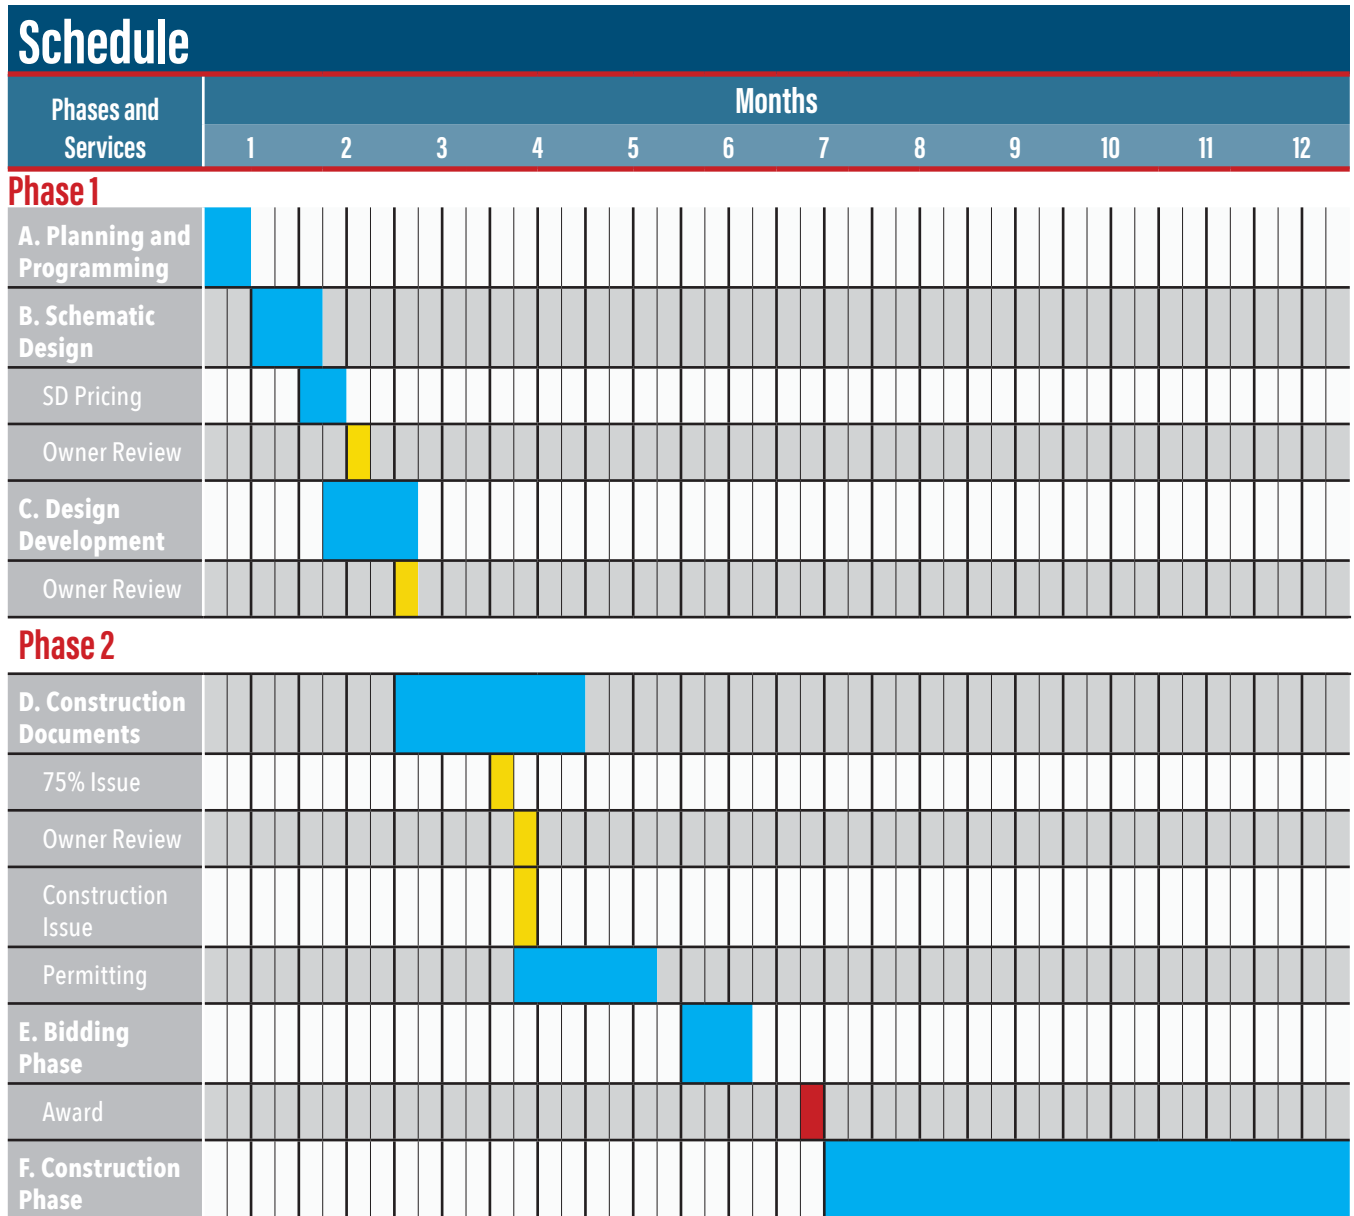 Schedule
Phases and
Services
Months
1 2 3 4 5 6 7 8 9 10 11 12
Phase 1
A. Planning and
Programming
B. Schematic
Design
SD Pricing
Owner Review
C. Design
Development
Owner Review
Phase 2
D. Construction
Documents
75% Issue
Owner Review
Construction
Issue
Permitting
E. Bidding
Phase
Award
F. Construction
Phase